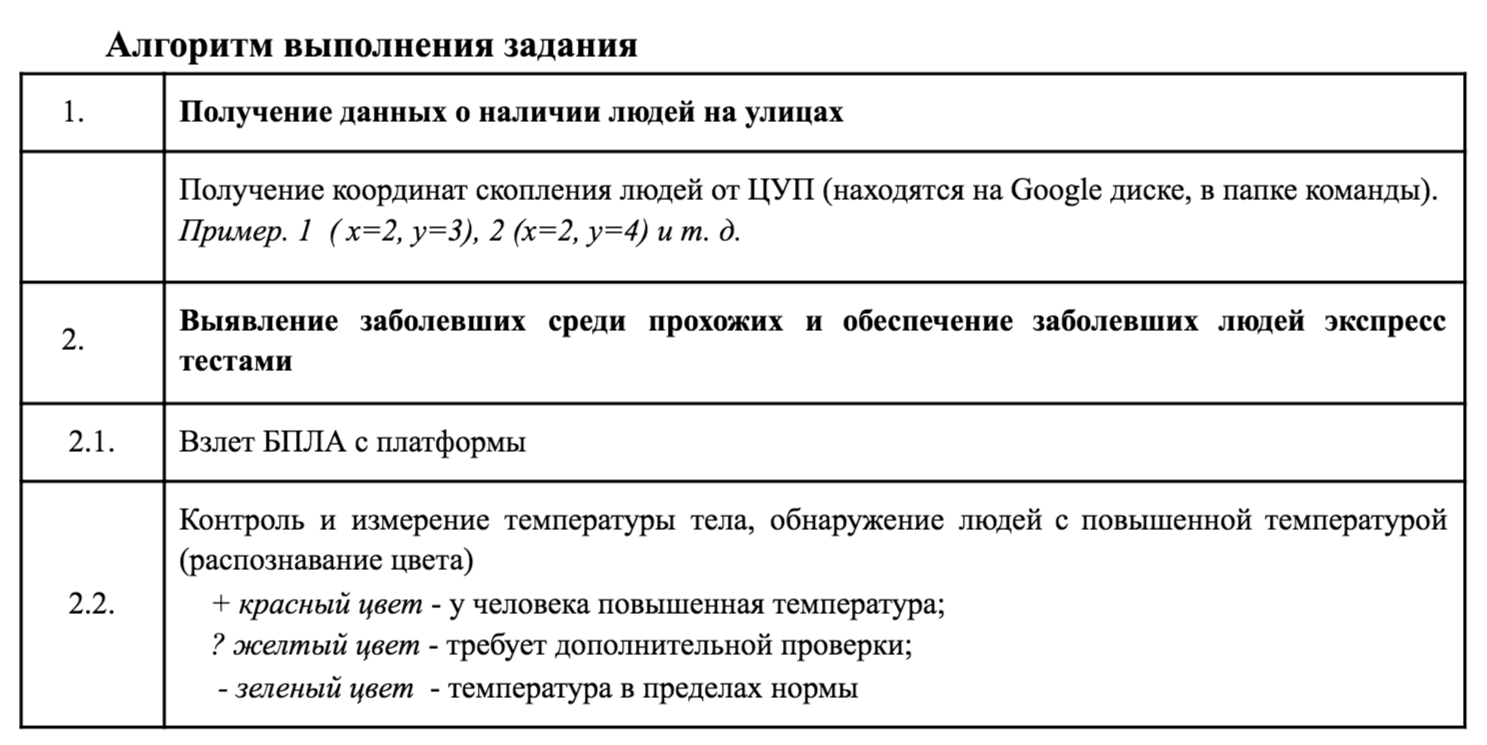 Алгоритм выполнения задания
1.
Получение данных о наличии людей на улицах
Получение координат скопления людей от ЦУП (находятся на Google диске, в папке команды).
Пример. 1 ( x=2, y=3), 2 (x=2, y=4) и т. д.
2.
Выявление заболевших среди прохожих и обеспечение заболевших людей экспресс
тестами
2.1.
Взлет БПЛА с платформы
2.2.
Контроль и измерение температуры тела, обнаружение людей с повышенной температурой
(распознавание цвета)
+ красный цвет - у человека повышенная температура;
? желтый цвет - требует дополнительной проверки;
- зеленый цвет - температура в пределах нормы